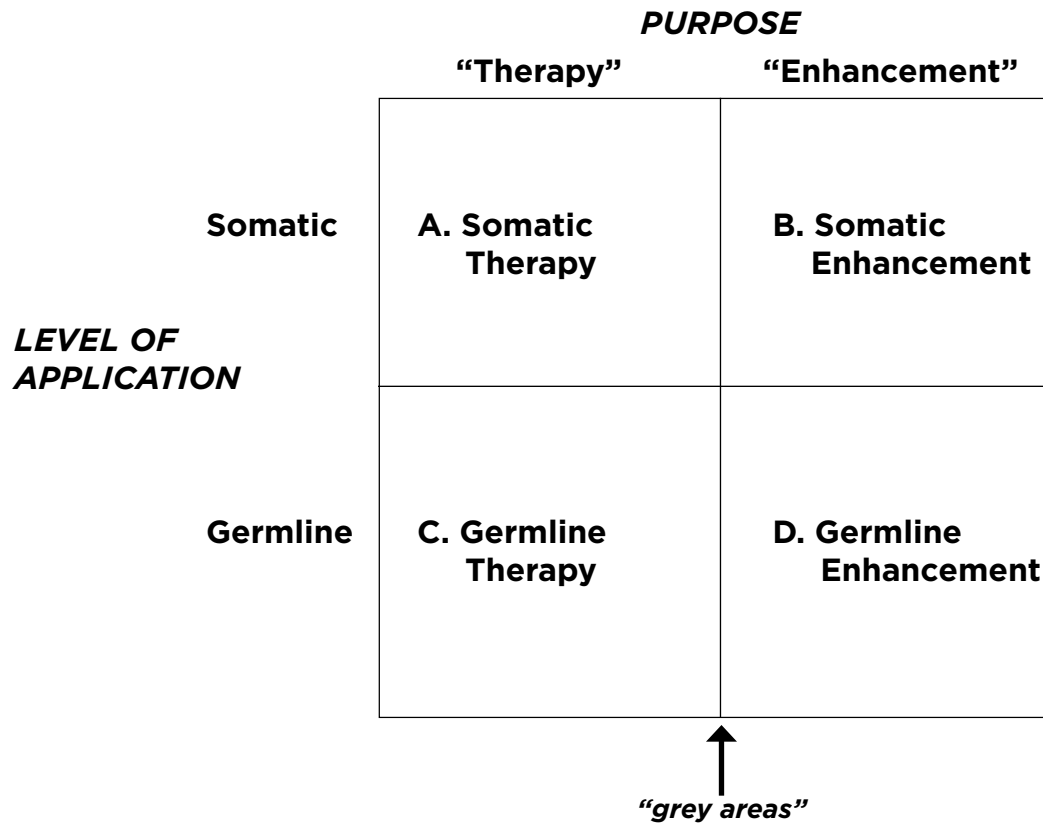 PURPOSE
“Therapy” “Enhancement”
Somatic
A. Somatic
Therapy
B. Somatic
Enhancement
LEVEL OF
APPLICATION
Germline
C. Germline
Therapy
D. Germline
Enhancement
“grey areas”